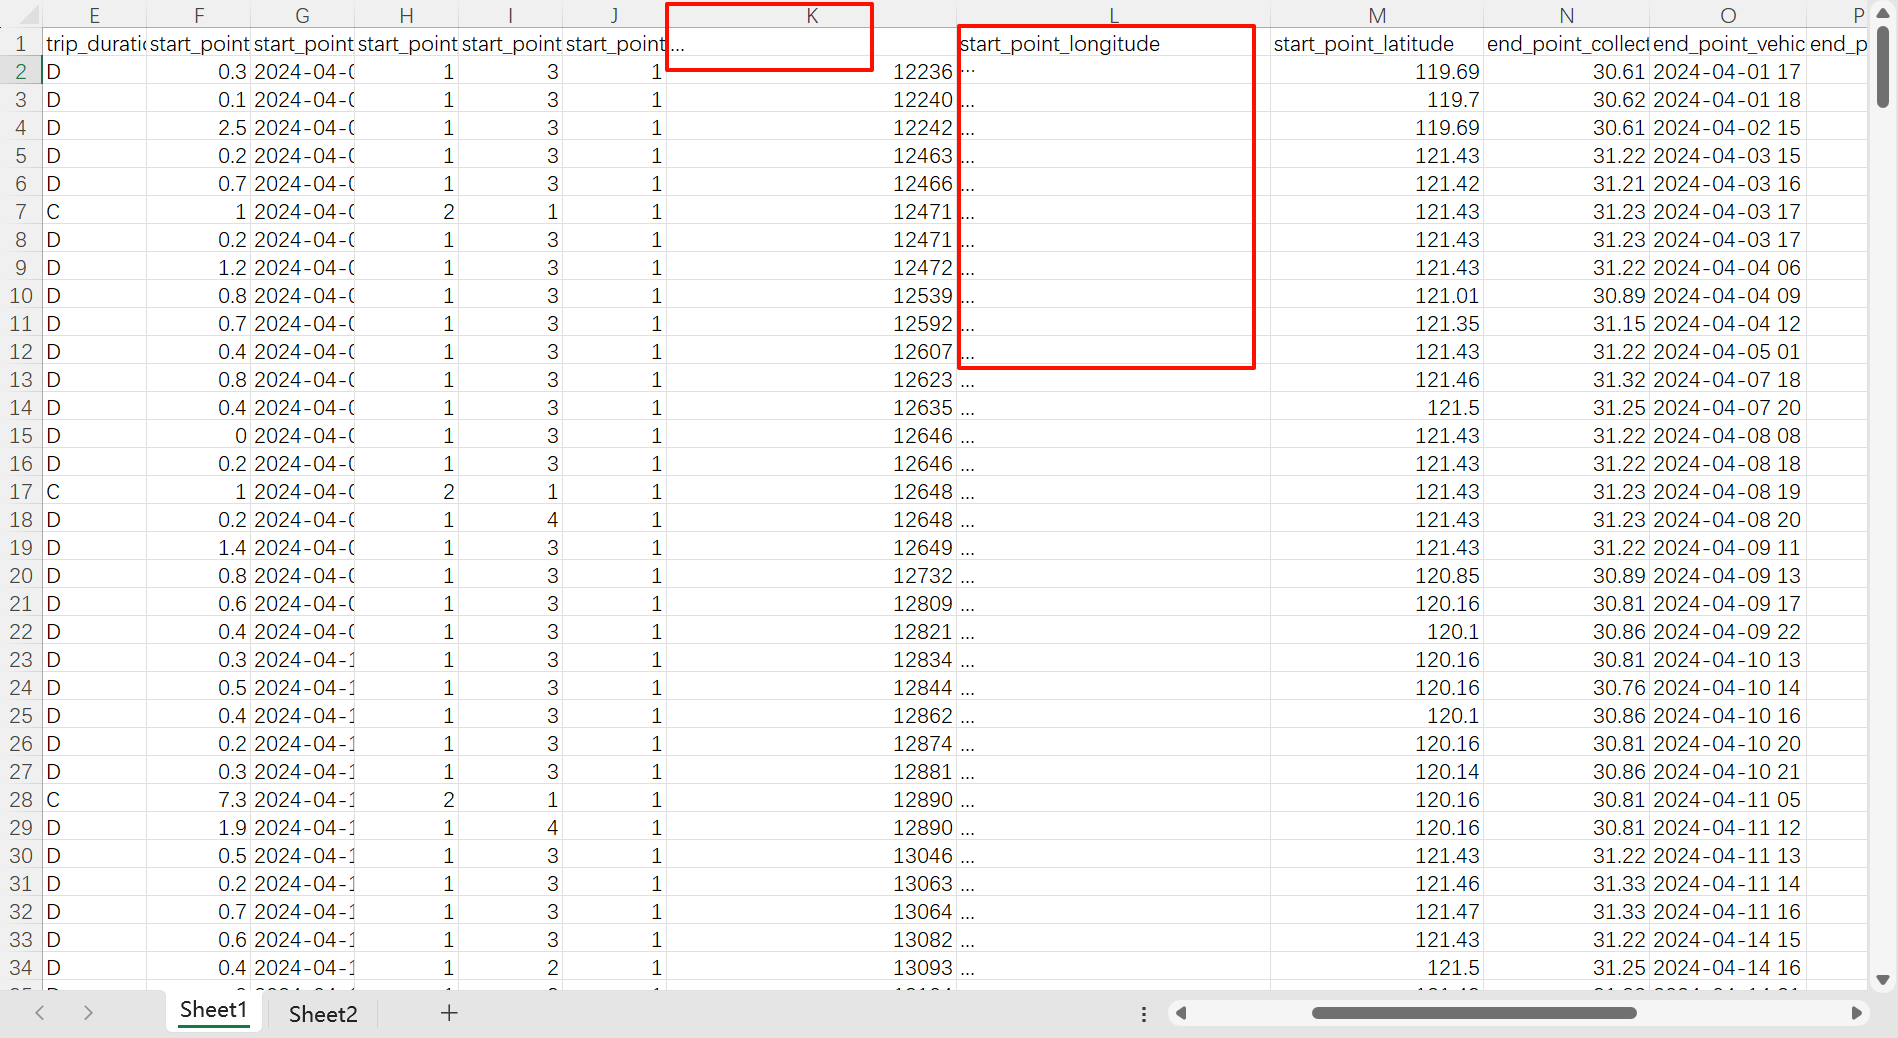 E F G H I J K L M N O P
1 trip_durati start_point start_point start_point start_point start_point ... start_point_longitude start_point_latitude end_point_collect end_point_vehic end_p
2 D 0.3 2024-04-0 1 3 1 12236 ... 119.69 30.61 2024-04-01 17
3 D 0.1 2024-04-0 1 3 1 12240 ... 119.7 30.62 2024-04-01 18
4 D 2.5 2024-04-0 1 3 1 12242 ... 119.69 30.61 2024-04-02 15
5 D 0.2 2024-04-0 1 3 1 12463 ... 121.43 31.22 2024-04-03 15
6 D 0.7 2024-04-0 1 3 1 12466 ... 121.42 31.21 2024-04-03 16
7 C 1 2024-04-0 2 1 1 12471 ... 121.43 31.23 2024-04-03 17
8 D 0.2 2024-04-0 1 3 1 12471 ... 121.43 31.23 2024-04-03 17
9 D 1.2 2024-04-0 1 3 1 12472 ... 121.43 31.22 2024-04-04 06
10 D 0.8 2024-04-0 1 3 1 12539 ... 121.01 30.89 2024-04-04 09
11 D 0.7 2024-04-0 1 3 1 12592 ... 121.35 31.15 2024-04-04 12
12 D 0.4 2024-04-0 1 3 1 12607 ... 121.43 31.22 2024-04-05 01
13 D 0.8 2024-04-0 1 3 1 12623 ... 121.46 31.32 2024-04-07 18
14 D 0.4 2024-04-0 1 3 1 12635 ... 121.5 31.25 2024-04-07 20
15 D 0 2024-04-0 1 3 1 12646 ... 121.43 31.22 2024-04-08 08
16 D 0.2 2024-04-0 1 3 1 12646 ... 121.43 31.22 2024-04-08 18
17 C 1 2024-04-0 2 1 1 12648 ... 121.43 31.23 2024-04-08 19
18 D 0.2 2024-04-0 1 4 1 12648 ... 121.43 31.23 2024-04-08 20
19 D 1.4 2024-04-0 1 3 1 12649 ... 121.43 31.22 2024-04-09 11
20 D 0.8 2024-04-0 1 3 1 12732 ... 120.85 30.89 2024-04-09 13
21 D 0.6 2024-04-0 1 3 1 12809 ... 120.16 30.81 2024-04-09 17
22 D 0.4 2024-04-0 1 3 1 12821 ... 120.1 30.86 2024-04-09 22
23 D 0.3 2024-04-1 1 3 1 12834 ... 120.16 30.81 2024-04-10 13
24 D 0.5 2024-04-1 1 3 1 12844 ... 120.16 30.76 2024-04-10 14
25 D 0.4 2024-04-1 1 3 1 12862 ... 120.1 30.86 2024-04-10 16
26 D 0.2 2024-04-1 1 3 1 12874 ... 120.16 30.81 2024-04-10 20
27 D 0.3 2024-04-1 1 3 1 12881 ... 120.14 30.86 2024-04-10 21
28 C 7.3 2024-04-1 2 1 1 12890 ... 120.16 30.81 2024-04-11 05
29 D 1.9 2024-04-1 1 4 1 12890 ... 120.16 30.81 2024-04-11 12
30 D 0.5 2024-04-1 1 3 1 13046 ... 121.43 31.22 2024-04-11 13
31 D 0.2 2024-04-1 1 3 1 13063 ... 121.46 31.33 2024-04-11 14
32 D 0.7 2024-04-1 1 3 1 13064 ... 121.47 31.33 2024-04-11 16
33 D 0.6 2024-04-1 1 3 1 13082 ... 121.43 31.22 2024-04-14 15
34 D 0.4 2024-04-1 1 2 1 13093 ... 121.5 31.25 2024-04-14 16
Sheet1 Sheet2